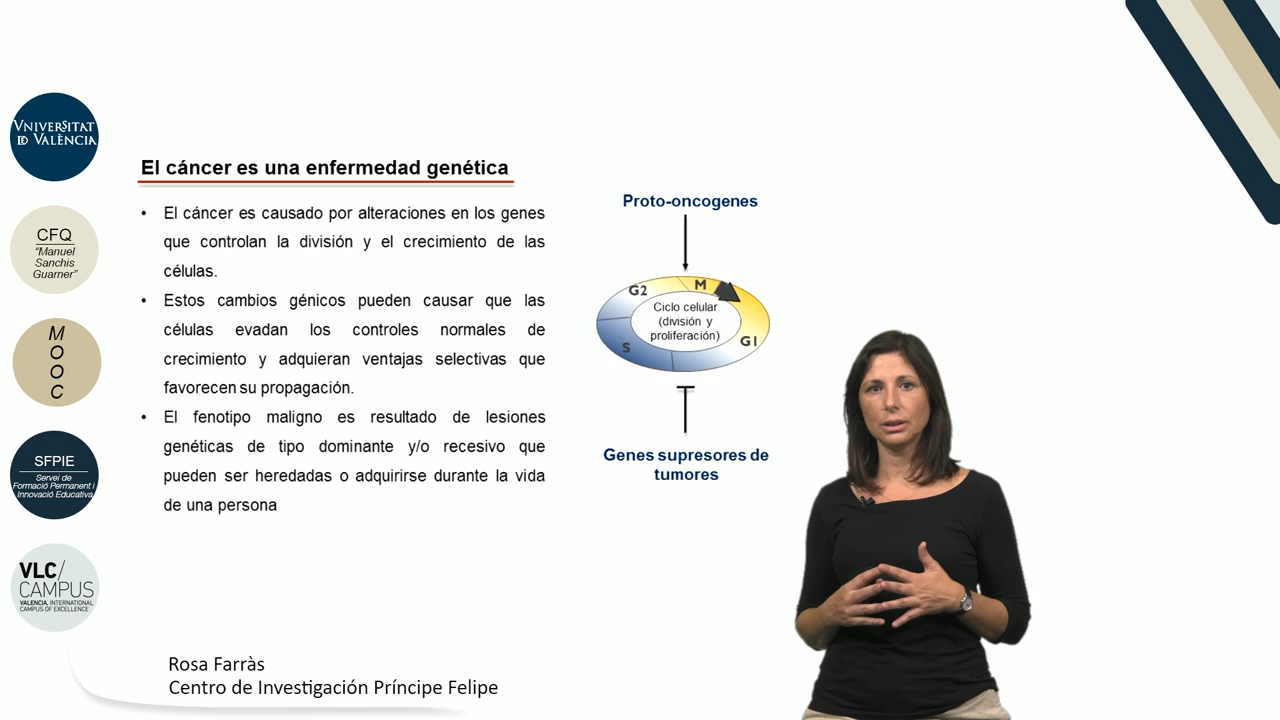 VNIVERSITAT
ID VALÈNCIA
CFQ
"Manuel
Sanchis
Guarner"
M
O
O
C
SFPIE
Servei de
Formació Permanent i
Innovació Educativa
VLC/
CAMPUS
VALENCIA, INTERNATIONAL
CAMPUS OF EXCELLENCE
El cáncer es una enfermedad genética
• El cáncer es causado por alteraciones en los genes
que controlan la división y el crecimiento de las
células.
• Estos cambios génicos pueden causar que las
células evadan los controles normales de
crecimiento y adquieran ventajas selectivas que
favorecen su propagación.
• El fenotipo maligno es resultado de lesiones
genéticas de tipo dominante y/o recesivo que
pueden ser heredadas o adquirirse durante la vida
de una persona
Proto-oncogenes
G2
M
Ciclo celular
(división y
proliferación)
S
G1
Genes supresores de
tumores
Rosa Farràs
Centro de Investigación Príncipe Felipe